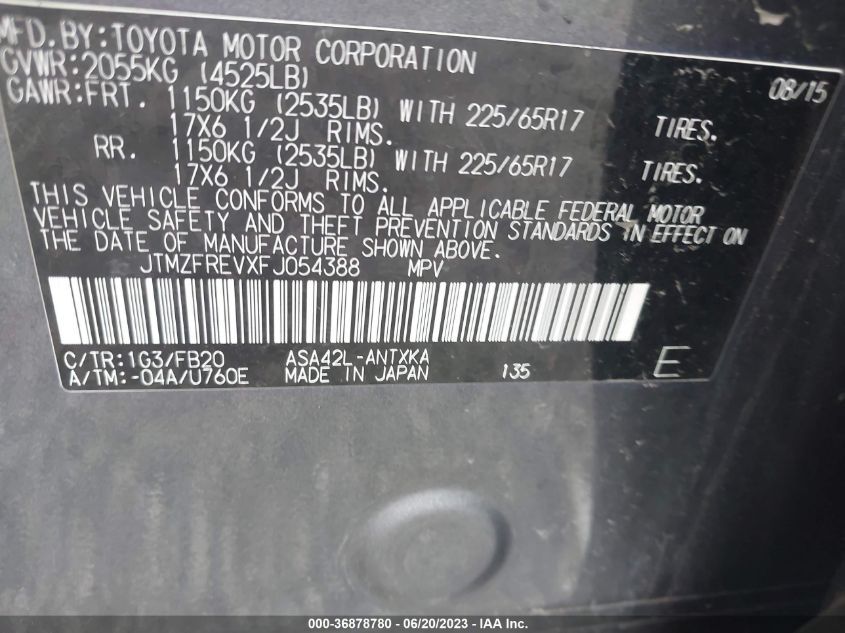 MFD. BY: TOYOTA MOTOR CORPORATION 08/15
GVWR: 2055KG (4525LB)
GAWR: FRT. 1150KG (2535LB) WITH 225/65R17 TIRES.
17X6 1/2J RIMS.
RR. 1150KG (2535LB) WITH 225/65R17 TIRES.
17X6 1/2J RIMS.
THIS VEHICLE CONFORMS TO ALL APPLICABLE FEDERAL MOTOR
VEHICLE SAFETY AND THEFT PREVENTION STANDARDS IN EFFECT ON
THE DATE OF MANUFACTURE SHOWN ABOVE.
JTMZFREVXFJ054388 MPV
C/TR: 1G3/FB20 ASA42L-ANTXKA
A/TM: -04A/U760E MADE IN JAPAN 135 E
000-36878780 - 06/20/2023 - IAA Inc.